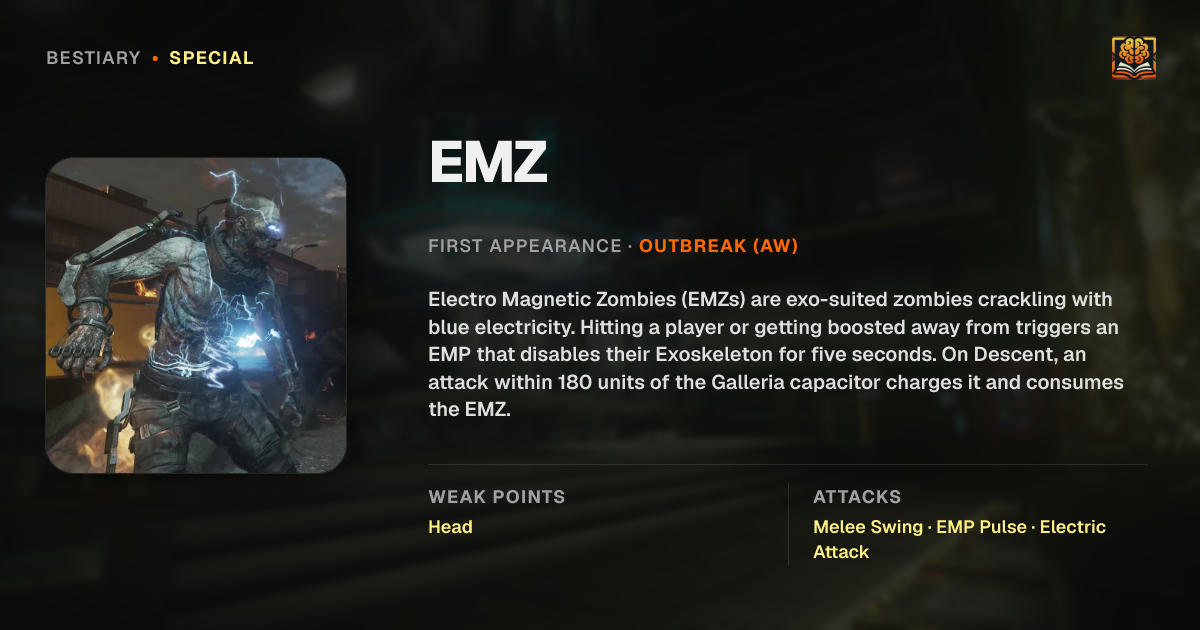 BESTIARY • SPECIAL
EMZ
FIRST APPEARANCE · OUTBREAK (AW)
Electro Magnetic Zombies (EMZs) are exo-suited zombies crackling with
blue electricity. Hitting a player or getting boosted away from triggers an
EMP that disables their Exoskeleton for five seconds. On Descent, an
attack within 180 units of the Galleria capacitor charges it and consumes
the EMZ.
WEAK POINTS
Head
ATTACKS
Melee Swing · EMP Pulse · Electric
Attack